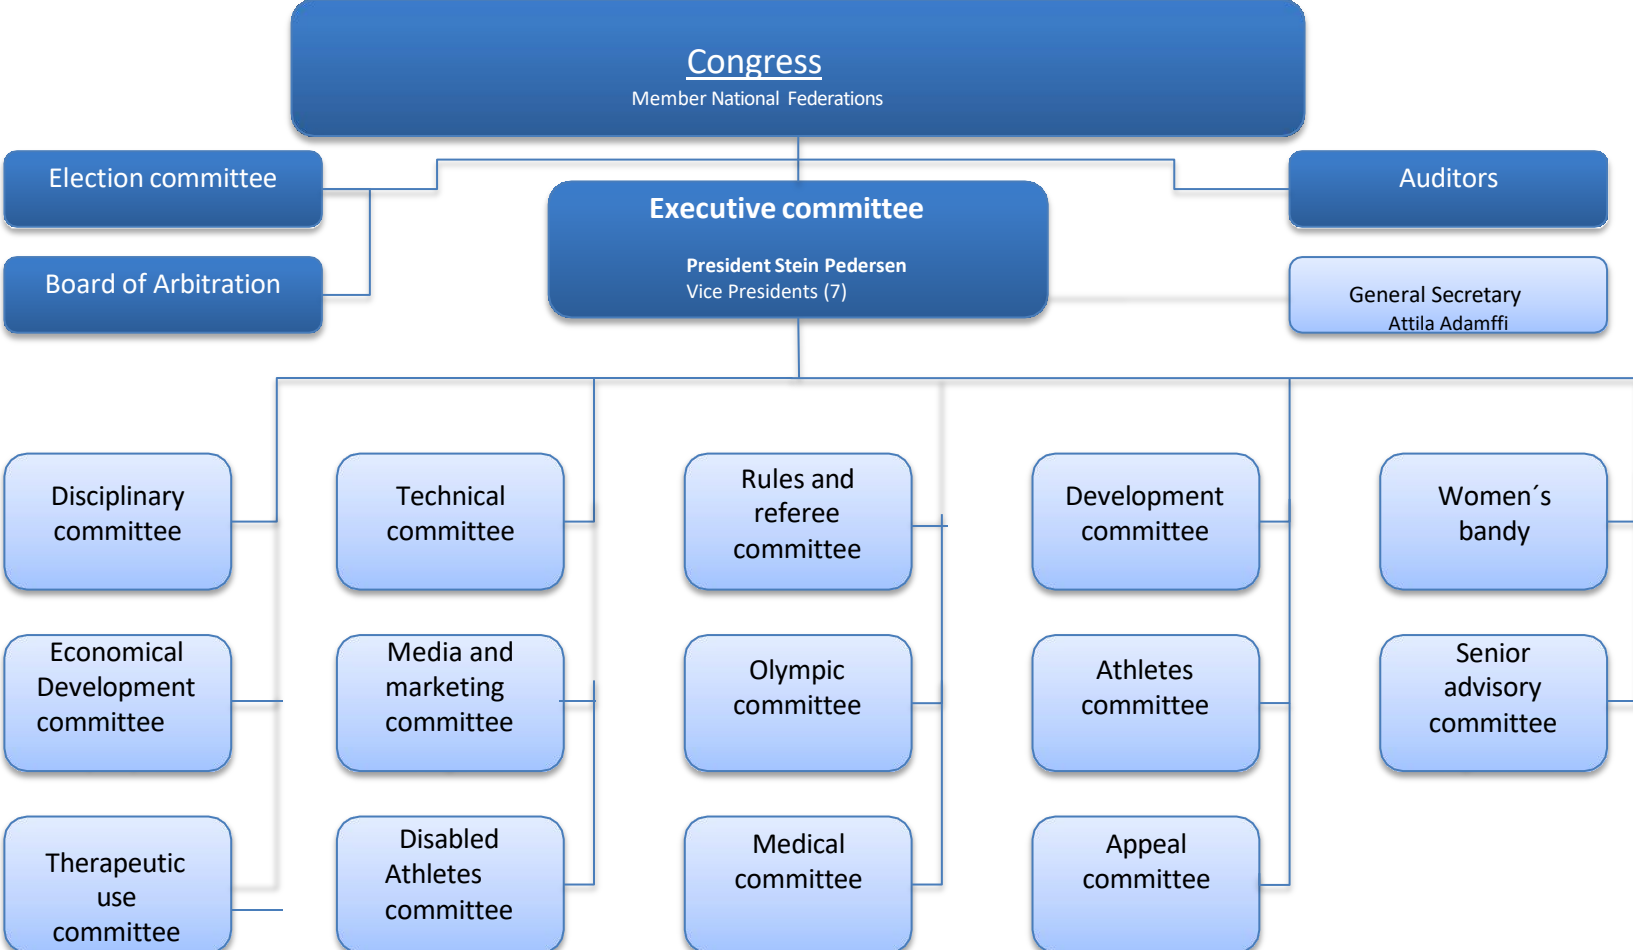 Congress
Member National Federations
Election committee
Auditors
Executive committee
President Stein Pedersen
Vice Presidents (7)
Board of Arbitration
General Secretary
Attila Adamffi
Disciplinary
committee
Technical
committee
Rules and
referee
committee
Development
committee
Women´s
bandy
Economical
Development
committee
Media and
marketing
committee
Olympic
committee
Athletes
committee
Senior
advisory
committee
Therapeutic
use
committee
Disabled
Athletes
committee
Medical
committee
Appeal
committee